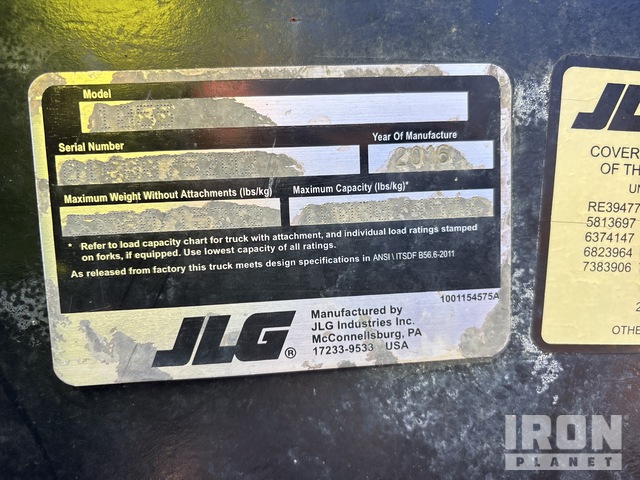 Model
Serial Number
Year Of Manufacture
2016
Maximum Weight Without Attachments (lbs/kg)
Maximum Capacity (lbs/kg)*
* Refer to load capacity chart for truck with attachment, and individual load ratings stamped
on forks, if equipped. Use lowest capacity of all ratings.
As released from factory this truck meets design specifications in ANSI \ ITSDF B56.6-2011
1001154575A
JLG®
Manufactured by
JLG Industries Inc.
McConnellsburg, PA
17233-9533 USA
JLG
COVER
OF TH
UN
RE39477
5813697
6374147
6823964
7383906
2
OTHE
IRON
PLANET